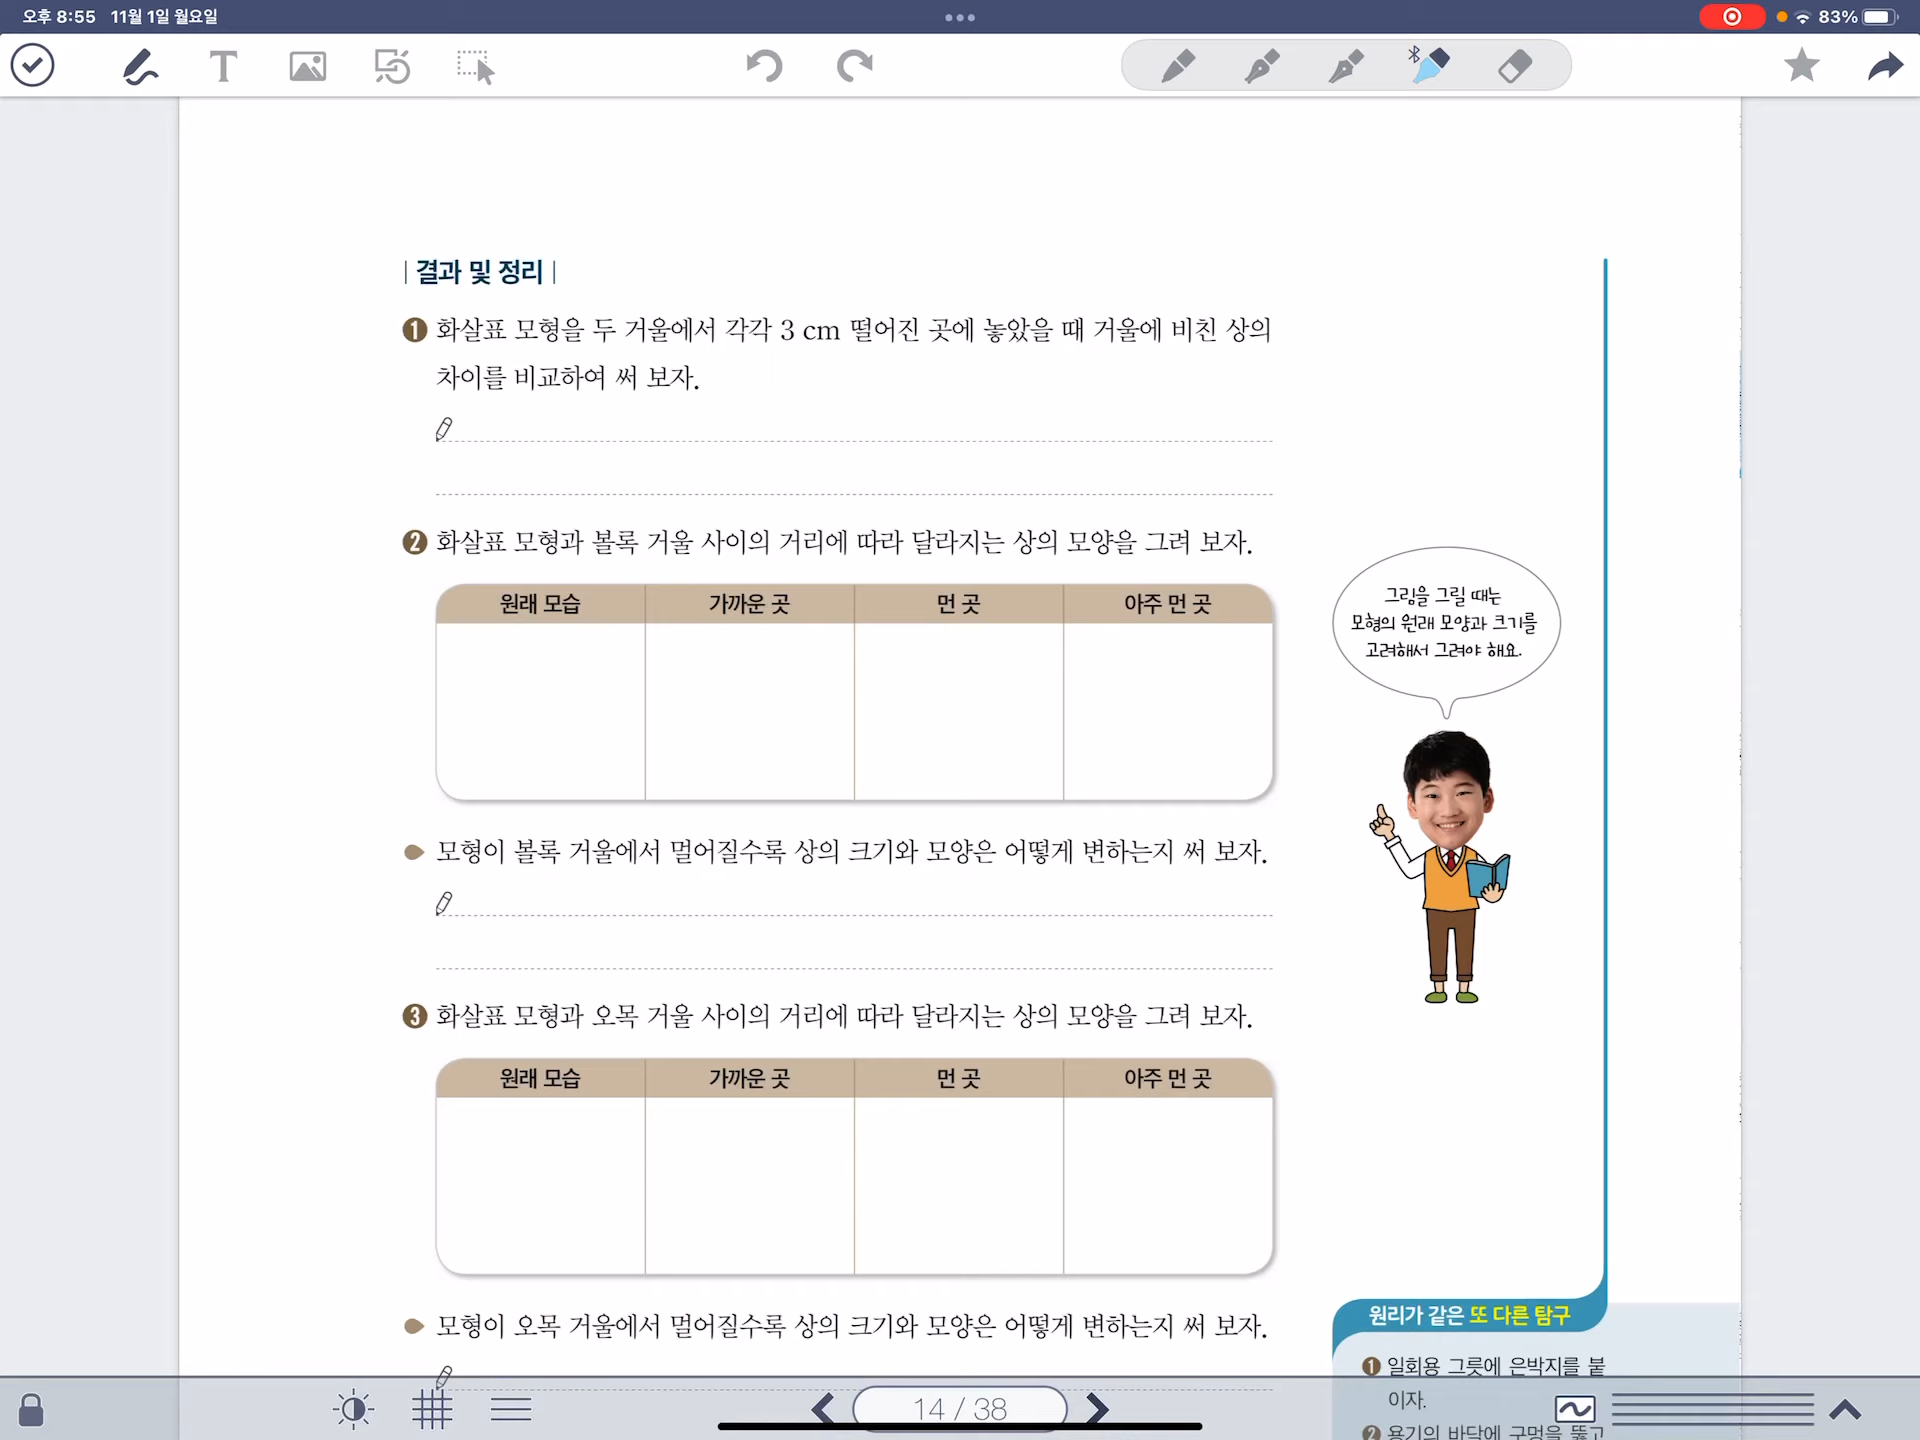 오후 8:55 11월 1일 월요일
83%
T
| 결과 및 정리 |
1 화살표 모형을 두 거울에서 각각 3 cm 떨어진 곳에 놓았을 때 거울에 비친 상의
차이를 비교하여 써 보자.
2 화살표 모형과 볼록 거울 사이의 거리에 따라 달라지는 상의 모양을 그려 보자.
원래 모습 가까운 곳 먼 곳 아주 먼 곳
그림을 그릴 때는
모형의 원래 모양과 크기를
고려해서 그려야 해요.
모형이 볼록 거울에서 멀어질수록 상의 크기와 모양은 어떻게 변하는지 써 보자.
3 화살표 모형과 오목 거울 사이의 거리에 따라 달라지는 상의 모양을 그려 보자.
원래 모습 가까운 곳 먼 곳 아주 먼 곳
모형이 오목 거울에서 멀어질수록 상의 크기와 모양은 어떻게 변하는지 써 보자.
원리가 같은 또 다른 탐구
1 일회용 그릇에 은박지를 붙
이자.
2 용기의 바닥에 구멍을 뚫고
14 / 38